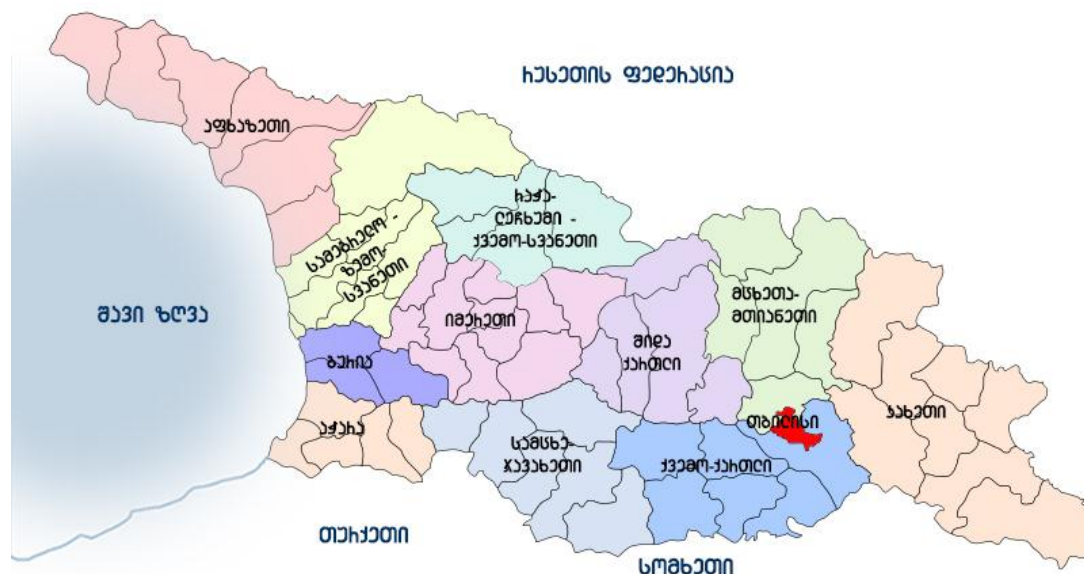 რუსეთის ფედერაცია
აფხაზეთი
რაჭა-
ლეჩხუმი -
ქვემო-სვანეთი
სამეგრელო -
ზემო-
სვანეთი
მცხეთა-
მთიანეთი
შავი ზღვა
იმერეთი
შიდა
ქართლი
გურია
კახეთი
თბილისი
აჭარა
სამცხე-
ჯავახეთი
ქვემო-ქართლი
თურქეთი
სომხეთი